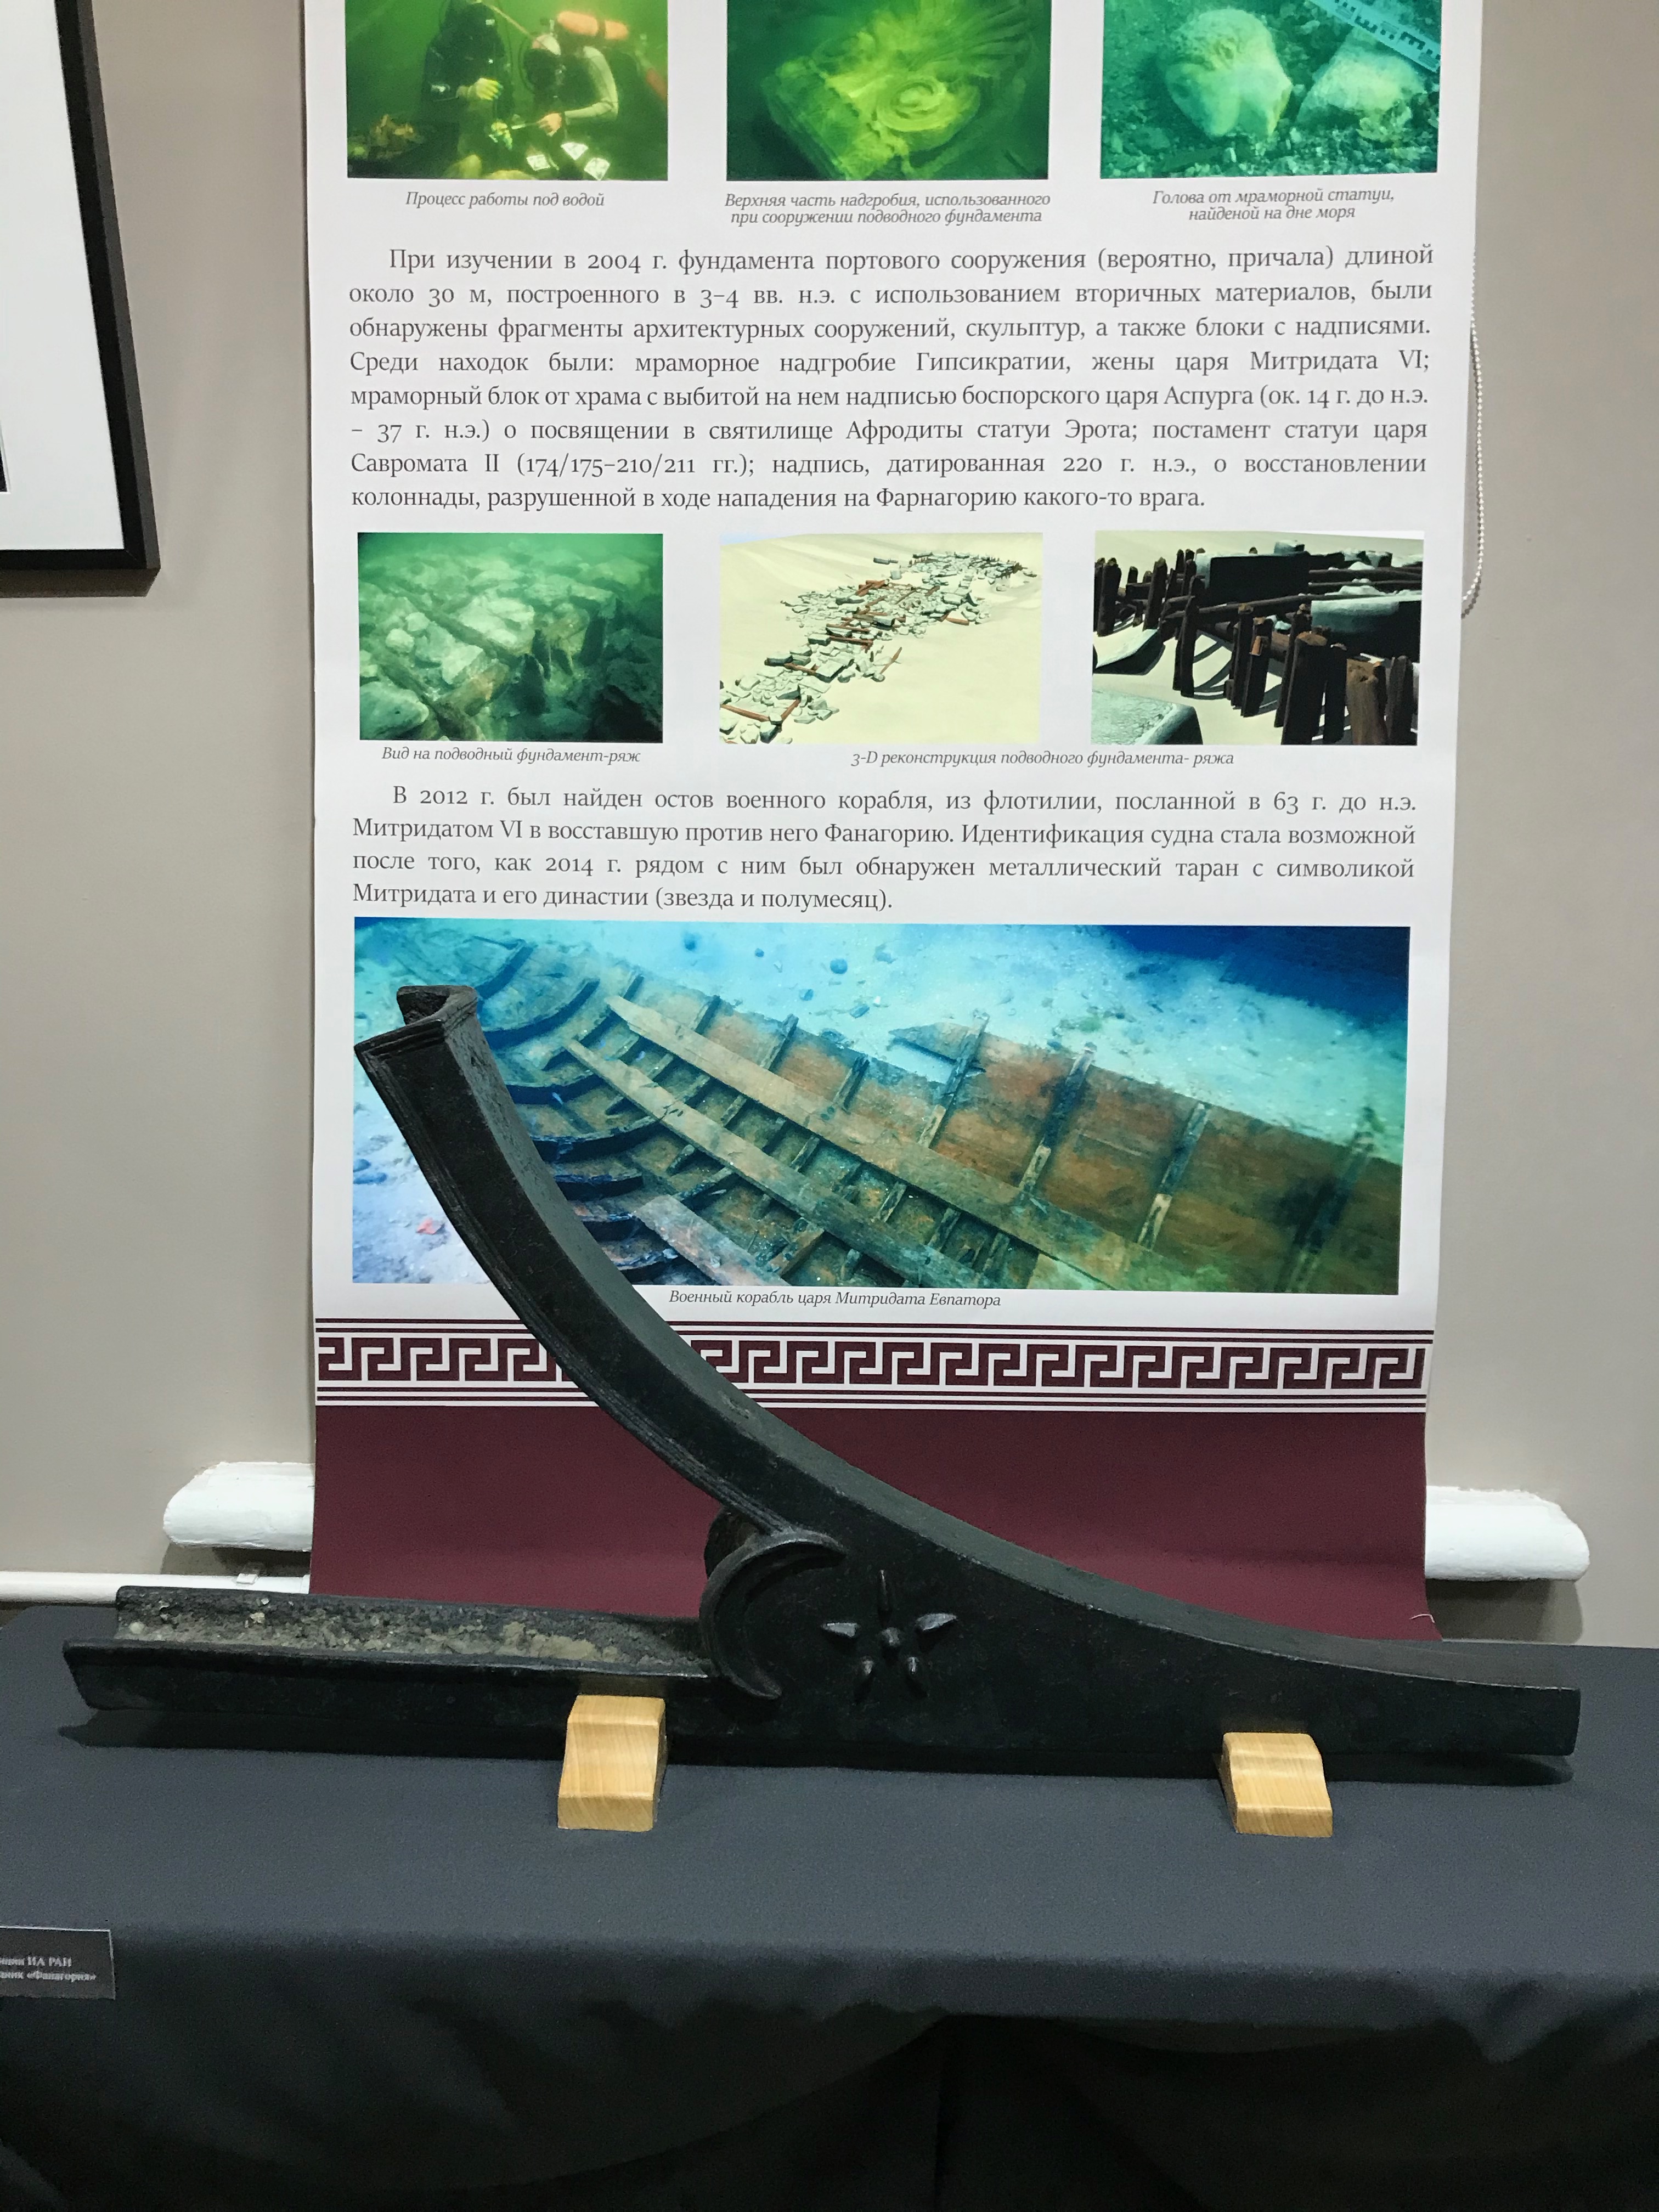 Процесс работы под водой
Верхняя часть надгробия, использованного
при сооружении подводного фундамента
Голова от мраморной статуи,
найденой на дне моря
При изучении в 2004 г. фундамента портового сооружения (вероятно, причала) длиной
около 30 м, построенного в 3–4 вв. н.э. с использованием вторичных материалов, были
обнаружены фрагменты архитектурных сооружений, скульптур, а также блоки с надписями.
Среди находок были: мраморное надгробие Гипсикратии, жены царя Митридата VI;
мраморный блок от храма с выбитой на нем надписью боспорского царя Аспурга (ок. 14 г. до н.э.
– 37 г. н.э.) о посвящении в святилище Афродиты статуи Эрота; постамент статуи царя
Савромата II (174/175–210/211 гг.); надпись, датированная 220 г. н.э., о восстановлении
колоннады, разрушенной в ходе нападения на Фарнагорию какого-то врага.
Вид на подводный фундамент-ряж
3-D реконструкция подводного фундамента- ряжа
В 2012 г. был найден остов военного корабля, из флотилии, посланной в 63 г. до н.э.
Митридатом VI в восставшую против него Фанагорию. Идентификация судна стала возможной
после того, как 2014 г. рядом с ним был обнаружен металлический таран с символикой
Митридата и его династии (звезда и полумесяц).
Военный корабль царя Митридата Евпатора
ИА РАН
«Фанагория»